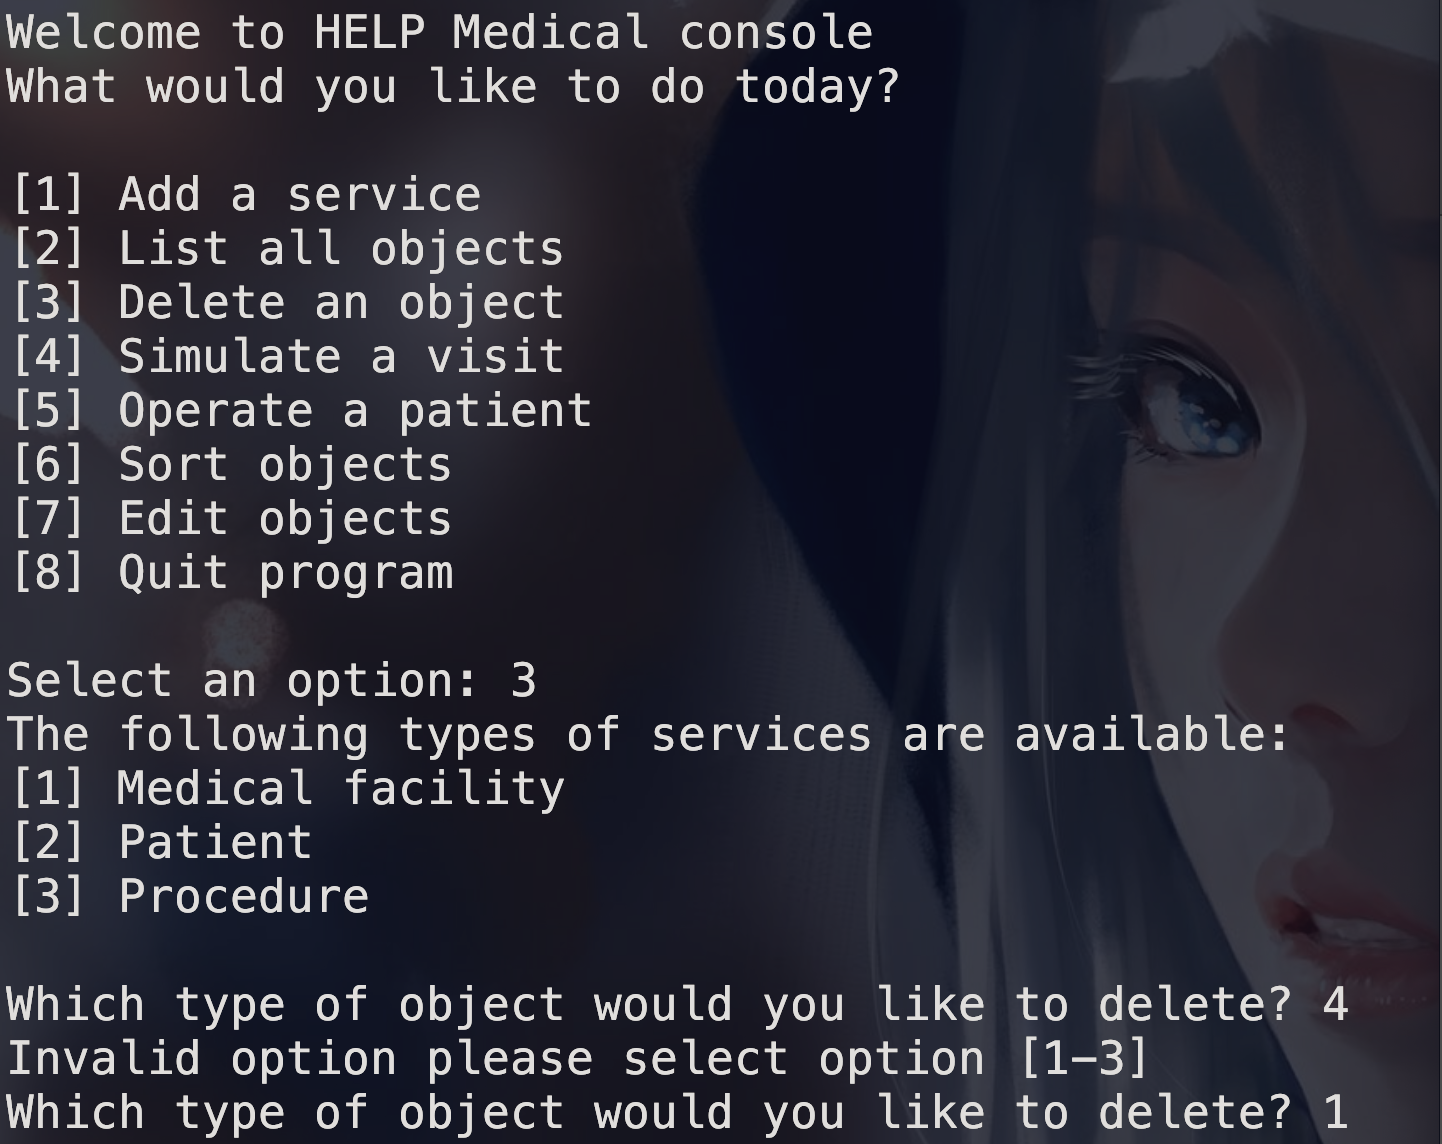 Welcome to HELP Medical console
What would you like to do today?
[1] Add a service
[2] List all objects
[3] Delete an object
[4] Simulate a visit
[5] Operate a patient
[6] Sort objects
[7] Edit objects
[8] Quit program
Select an option: 3
The following types of services are available:
[1] Medical facility
[2] Patient
[3] Procedure
Which type of object would you like to delete? 4
Invalid option please select option [1-3]
Which type of object would you like to delete? 1